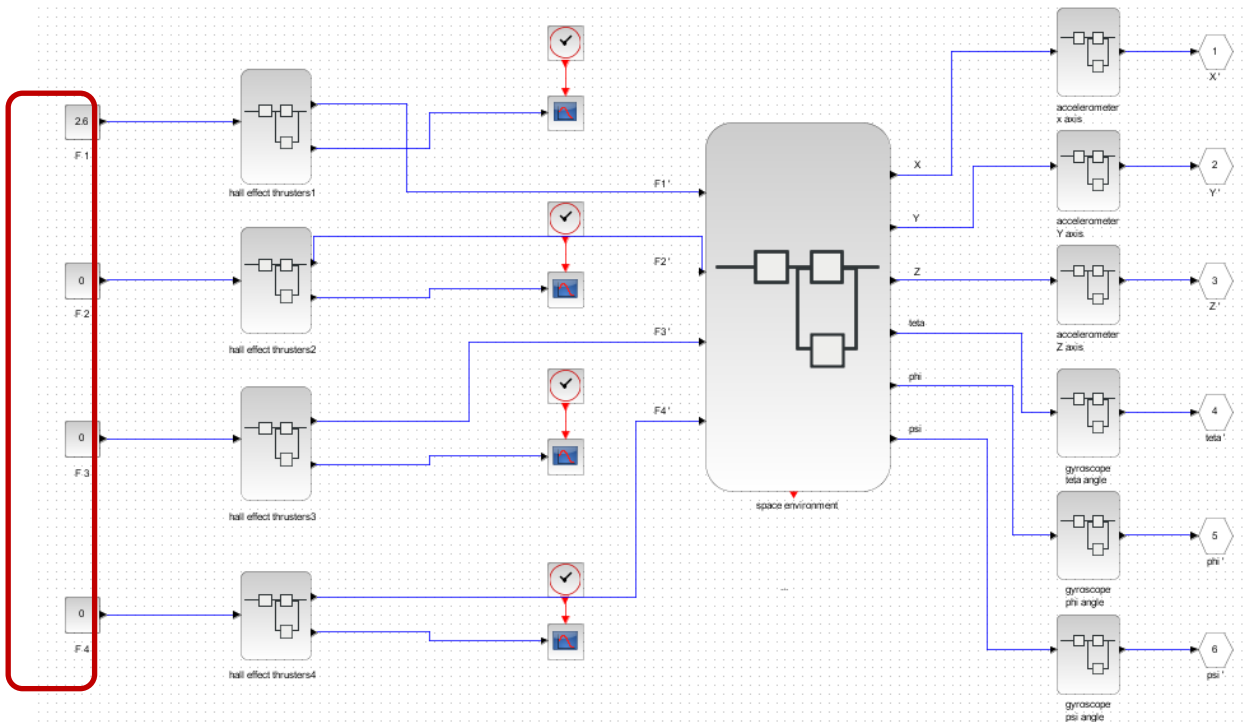 2.6
F 1
hall effect thrusters1
0
F 2
hall effect thrusters2
0
F 3
hall effect thrusters3
0
F 4
hall effect thrusters4
F1 '
F2 '
F3 '
F4 '
X
Y
Z
teta
phi
psi
space environment
...
accelerometer
x axis
1
X '
accelerometer
Y axis
2
Y '
accelerometer
Z axis
3
Z '
gyroscope
teta angle
4
teta '
gyroscope
phi angle
5
phi '
gyroscope
psi angle
6
psi '